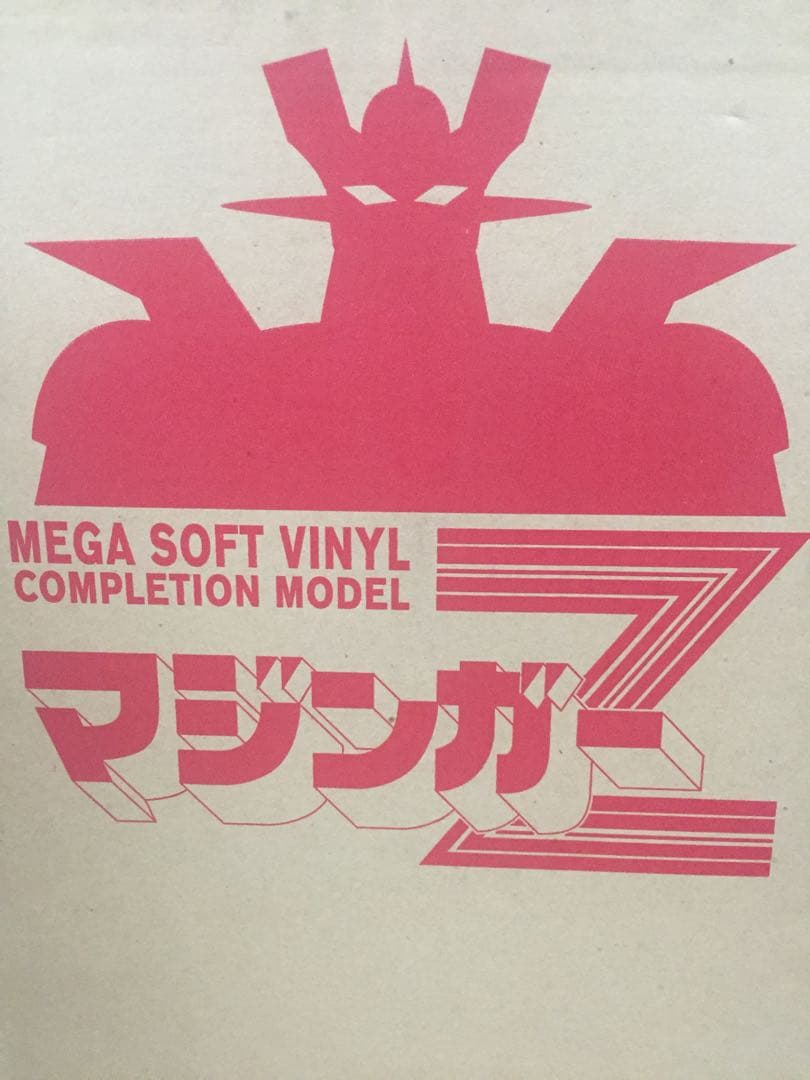 MEGA SOFT VINYL
COMPLETION MODEL
マジンガーZ